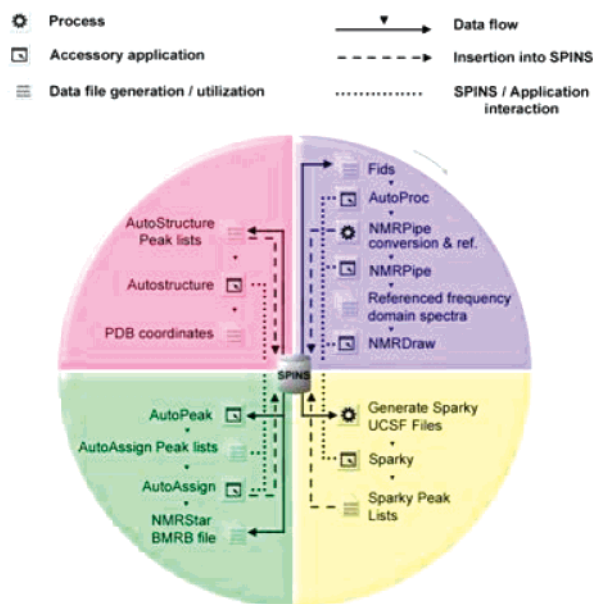 Process
Accessory application
Data file generation / utilization
Data flow
Insertion into SPINS
SPINS / Application
interaction
AutoStructure
Peak lists
Autostructure
PDB coordinates
Fids
AutoProc
NMRPipe
conversion & ref.
NMRPipe
Referenced frequency
domain spectra
NMRDraw
SPINS
AutoPeak
AutoAssign Peak lists
AutoAssign
NMRStar
BMRB file
Generate Sparky
UCSF Files
Sparky
Sparky Peak
Lists